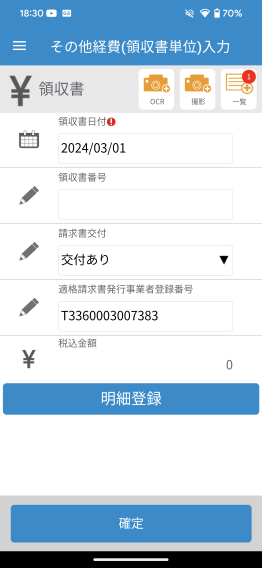 18:30 70%
その他経費(領収書単位)入力
¥ 領収書
OCR 撮影 一覧 1
領収書日付
2024/03/01
領収書番号
請求書交付
交付あり ▼
適格請求書発行事業者登録番号
T3360003007383
税込金額
¥ 0
明細登録
確定